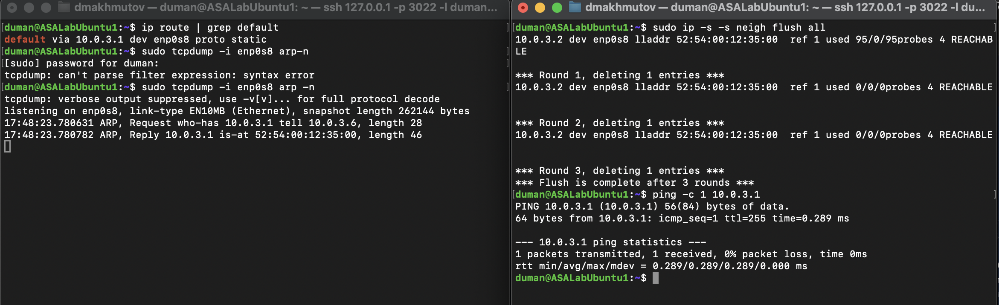 dmakhmutov — duman@ASALabUbuntu1: ~ — ssh 127.0.0.1 -p 3022 -l duman...
[duman@ASALabUbuntu1:~$ ip route | grep default ]
default via 10.0.3.1 dev enp0s8 proto static
[duman@ASALabUbuntu1:~$ sudo tcpdump -i enp0s8 arp-n ]
[[sudo] password for duman: ]
tcpdump: can't parse filter expression: syntax error
[duman@ASALabUbuntu1:~$ sudo tcpdump -i enp0s8 arp -n ]
tcpdump: verbose output suppressed, use -v[v]... for full protocol decode
listening on enp0s8, link-type EN10MB (Ethernet), snapshot length 262144 bytes
17:48:23.780631 ARP, Request who-has 10.0.3.1 tell 10.0.3.6, length 28
17:48:23.780782 ARP, Reply 10.0.3.1 is-at 52:54:00:12:35:00, length 46
dmakhmutov — duman@ASALabUbuntu1: ~ — ssh 127.0.0.1 -p 3022 -l du...
[duman@ASALabUbuntu1:~$ sudo ip -s -s neigh flush all ]
10.0.3.2 dev enp0s8 lladdr 52:54:00:12:35:00  ref 1 used 95/0/95probes 4 REACHAB
LE
*** Round 1, deleting 1 entries ***
10.0.3.2 dev enp0s8 lladdr 52:54:00:12:35:00  ref 1 used 0/0/0probes 4 REACHABLE
*** Round 2, deleting 1 entries ***
10.0.3.2 dev enp0s8 lladdr 52:54:00:12:35:00  ref 1 used 0/0/0probes 4 REACHABLE
*** Round 3, deleting 1 entries ***
*** Flush is complete after 3 rounds ***
[duman@ASALabUbuntu1:~$ ping -c 1 10.0.3.1 ]
PING 10.0.3.1 (10.0.3.1) 56(84) bytes of data.
64 bytes from 10.0.3.1: icmp_seq=1 ttl=255 time=0.289 ms
--- 10.0.3.1 ping statistics ---
1 packets transmitted, 1 received, 0% packet loss, time 0ms
rtt min/avg/max/mdev = 0.289/0.289/0.289/0.000 ms
duman@ASALabUbuntu1:~$